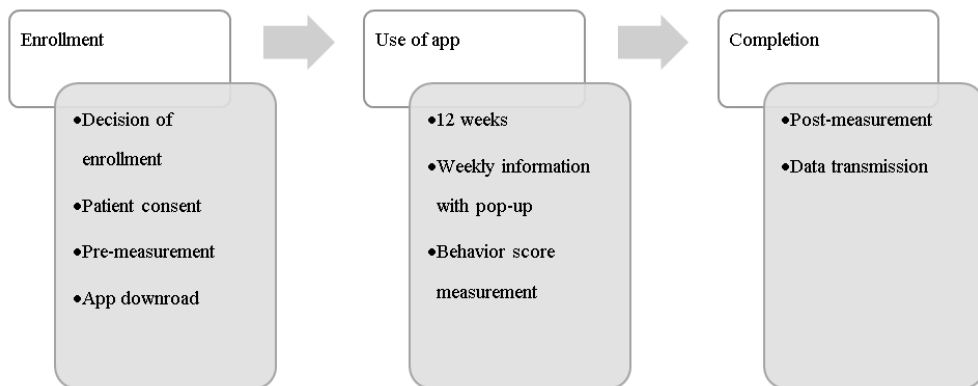 Enrollment
•Decision of
enrollment
•Patient consent
•Pre-measurement
•App downroad
Use of app
•12 weeks
•Weekly information
with pop-up
•Behavior score
measurement
Completion
•Post-measurement
•Data transmission